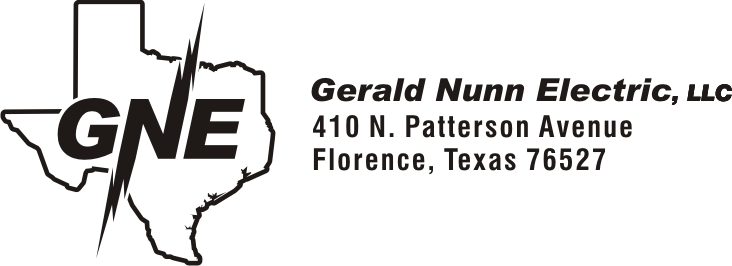 GNE
Gerald Nunn Electric, LLC
410 N. Patterson Avenue
Florence, Texas 76527